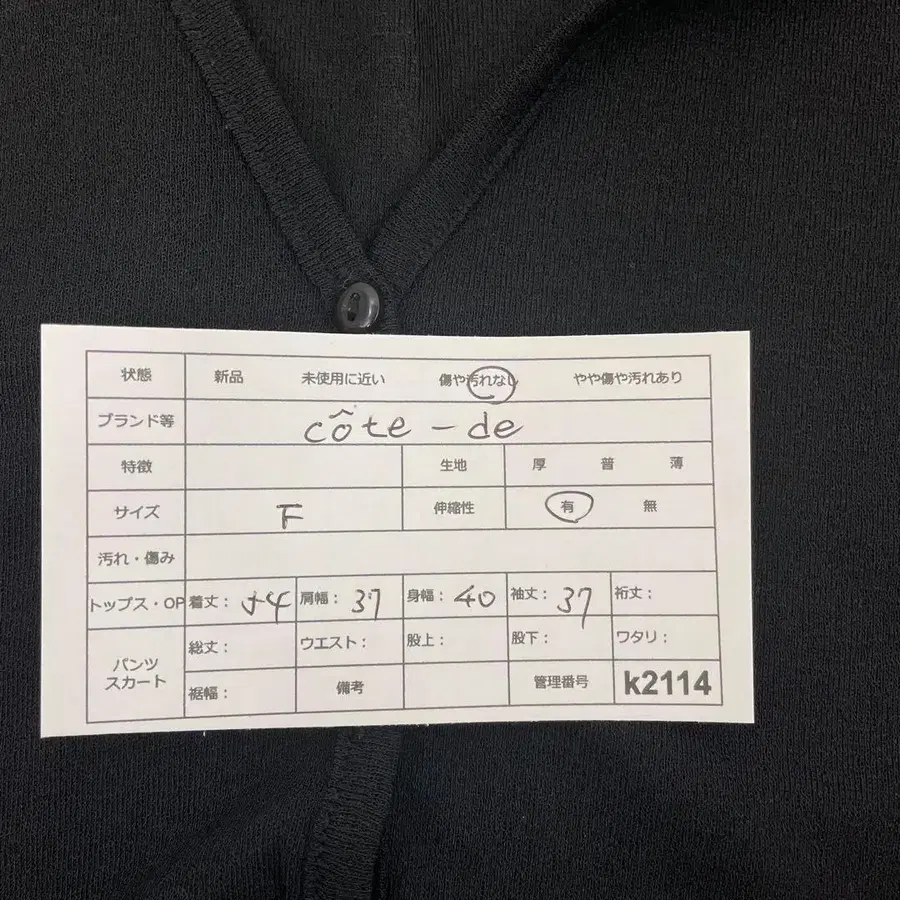 状態 新品 未使用に近い 傷や汚れなし やや傷や汚れあり
ブランド等 côte-de
特徴 生地 厚 普 薄
サイズ F 伸縮性 有 無
汚れ・傷み
トップス・OP 着丈: 54 肩幅: 37 身幅: 40 袖丈: 37 裄丈:
パンツ スカート 総丈: ウエスト: 股上: 股下: ワタリ:
裾幅: 備考 管理番号 k2114